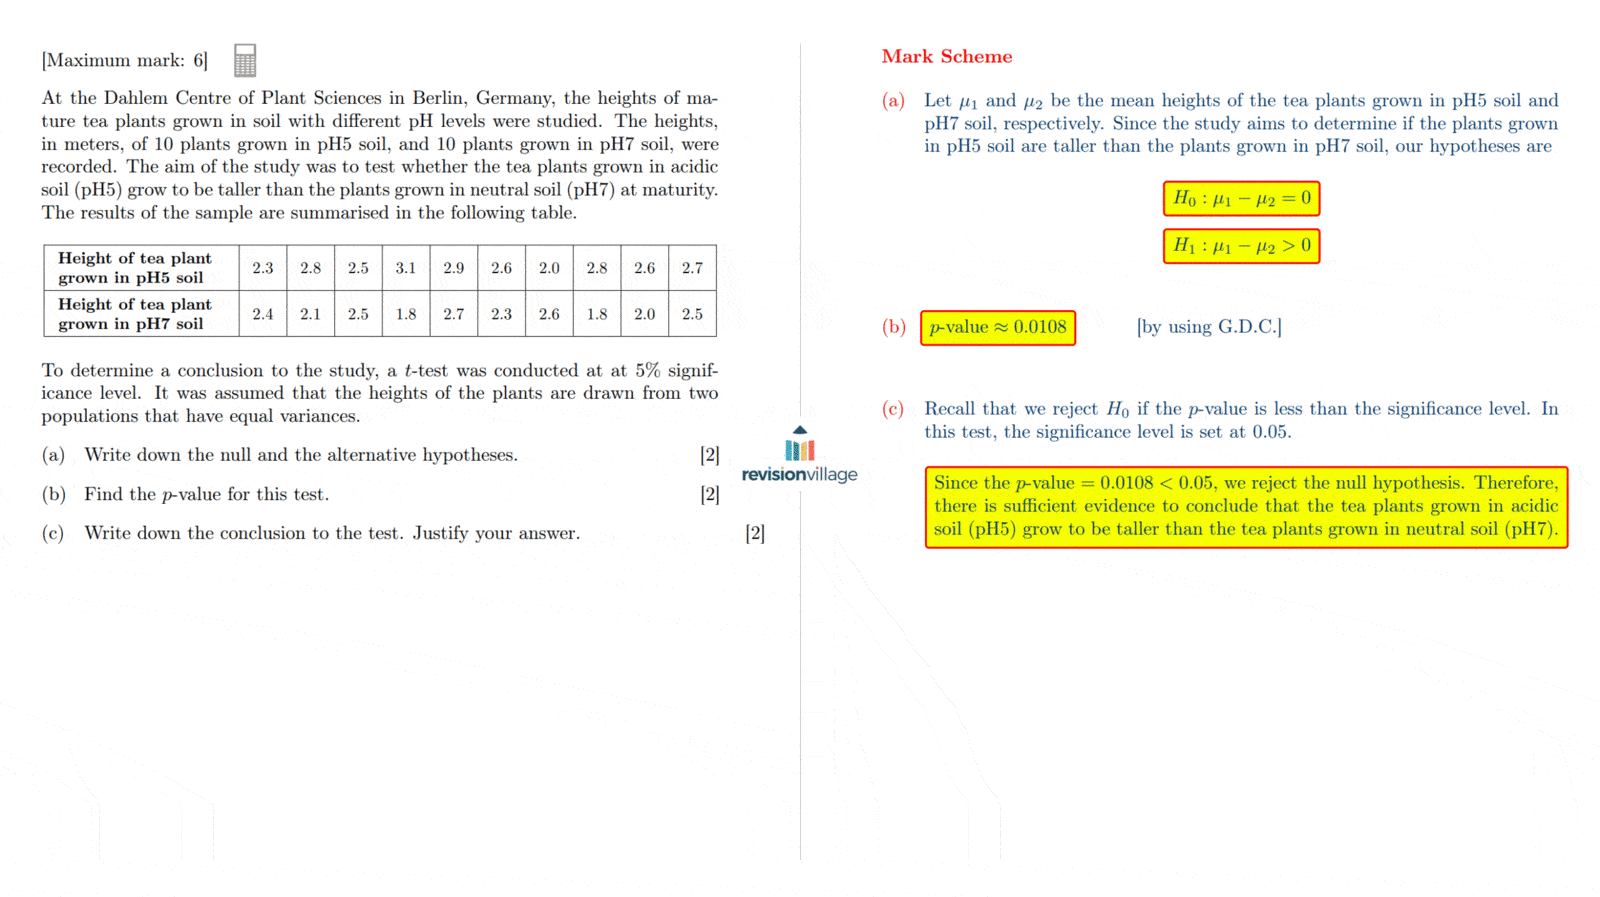 [Maximum mark: 6]
At the Dahlem Centre of Plant Sciences in Berlin, Germany, the heights of ma-
ture tea plants grown in soil with different pH levels were studied. The heights,
in meters, of 10 plants grown in pH5 soil, and 10 plants grown in pH7 soil, were
recorded. The aim of the study was to test whether the tea plants grown in acidic
soil (pH5) grow to be taller than the plants grown in neutral soil (pH7) at maturity.
The results of the sample are summarised in the following table.
Height of tea plant
grown in pH5 soil
2.3 2.8 2.5 3.1 2.9 2.6 2.0 2.8 2.6 2.7
Height of tea plant
grown in pH7 soil
2.4 2.1 2.5 1.8 2.7 2.3 2.6 1.8 2.0 2.5
To determine a conclusion to the study, a t-test was conducted at at 5% signif-
icance level. It was assumed that the heights of the plants are drawn from two
populations that have equal variances.
(a) Write down the null and the alternative hypotheses. [2]
(b) Find the p-value for this test. [2]
(c) Write down the conclusion to the test. Justify your answer. [2]
revisionvillage
Mark Scheme
(a) Let μ₁ and μ₂ be the mean heights of the tea plants grown in pH5 soil and
pH7 soil, respectively. Since the study aims to determine if the plants grown
in pH5 soil are taller than the plants grown in pH7 soil, our hypotheses are
H₀ : μ₁ − μ₂ = 0
H₁ : μ₁ − μ₂ > 0
(b) p-value ≈ 0.0108 [by using G.D.C.]
(c) Recall that we reject H₀ if the p-value is less than the significance level. In
this test, the significance level is set at 0.05.
Since the p-value = 0.0108 < 0.05, we reject the null hypothesis. Therefore,
there is sufficient evidence to conclude that the tea plants grown in acidic
soil (pH5) grow to be taller than the tea plants grown in neutral soil (pH7).